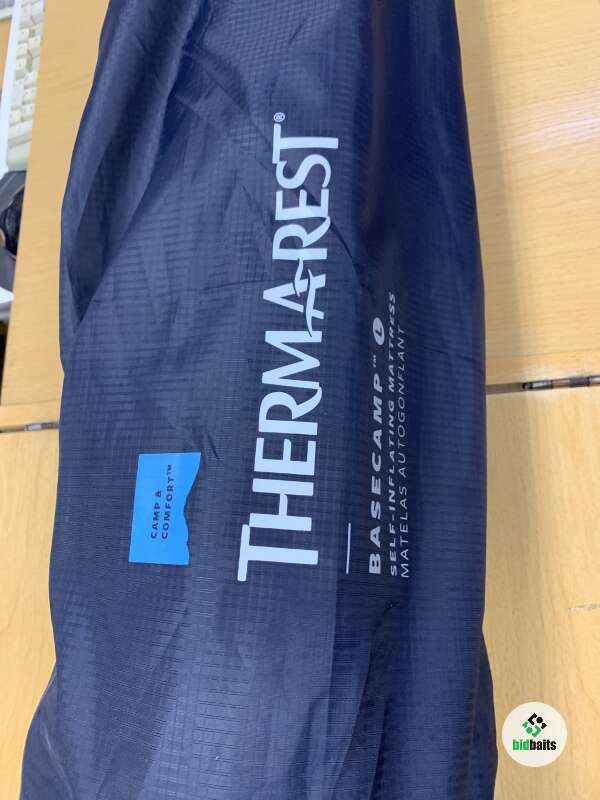 CAMP &
COMFORT™
THERMAREST®
BASECAMP™ L
SELF-INFLATING MATTRESS
MATELAS AUTOGONFLANT
bidbaits